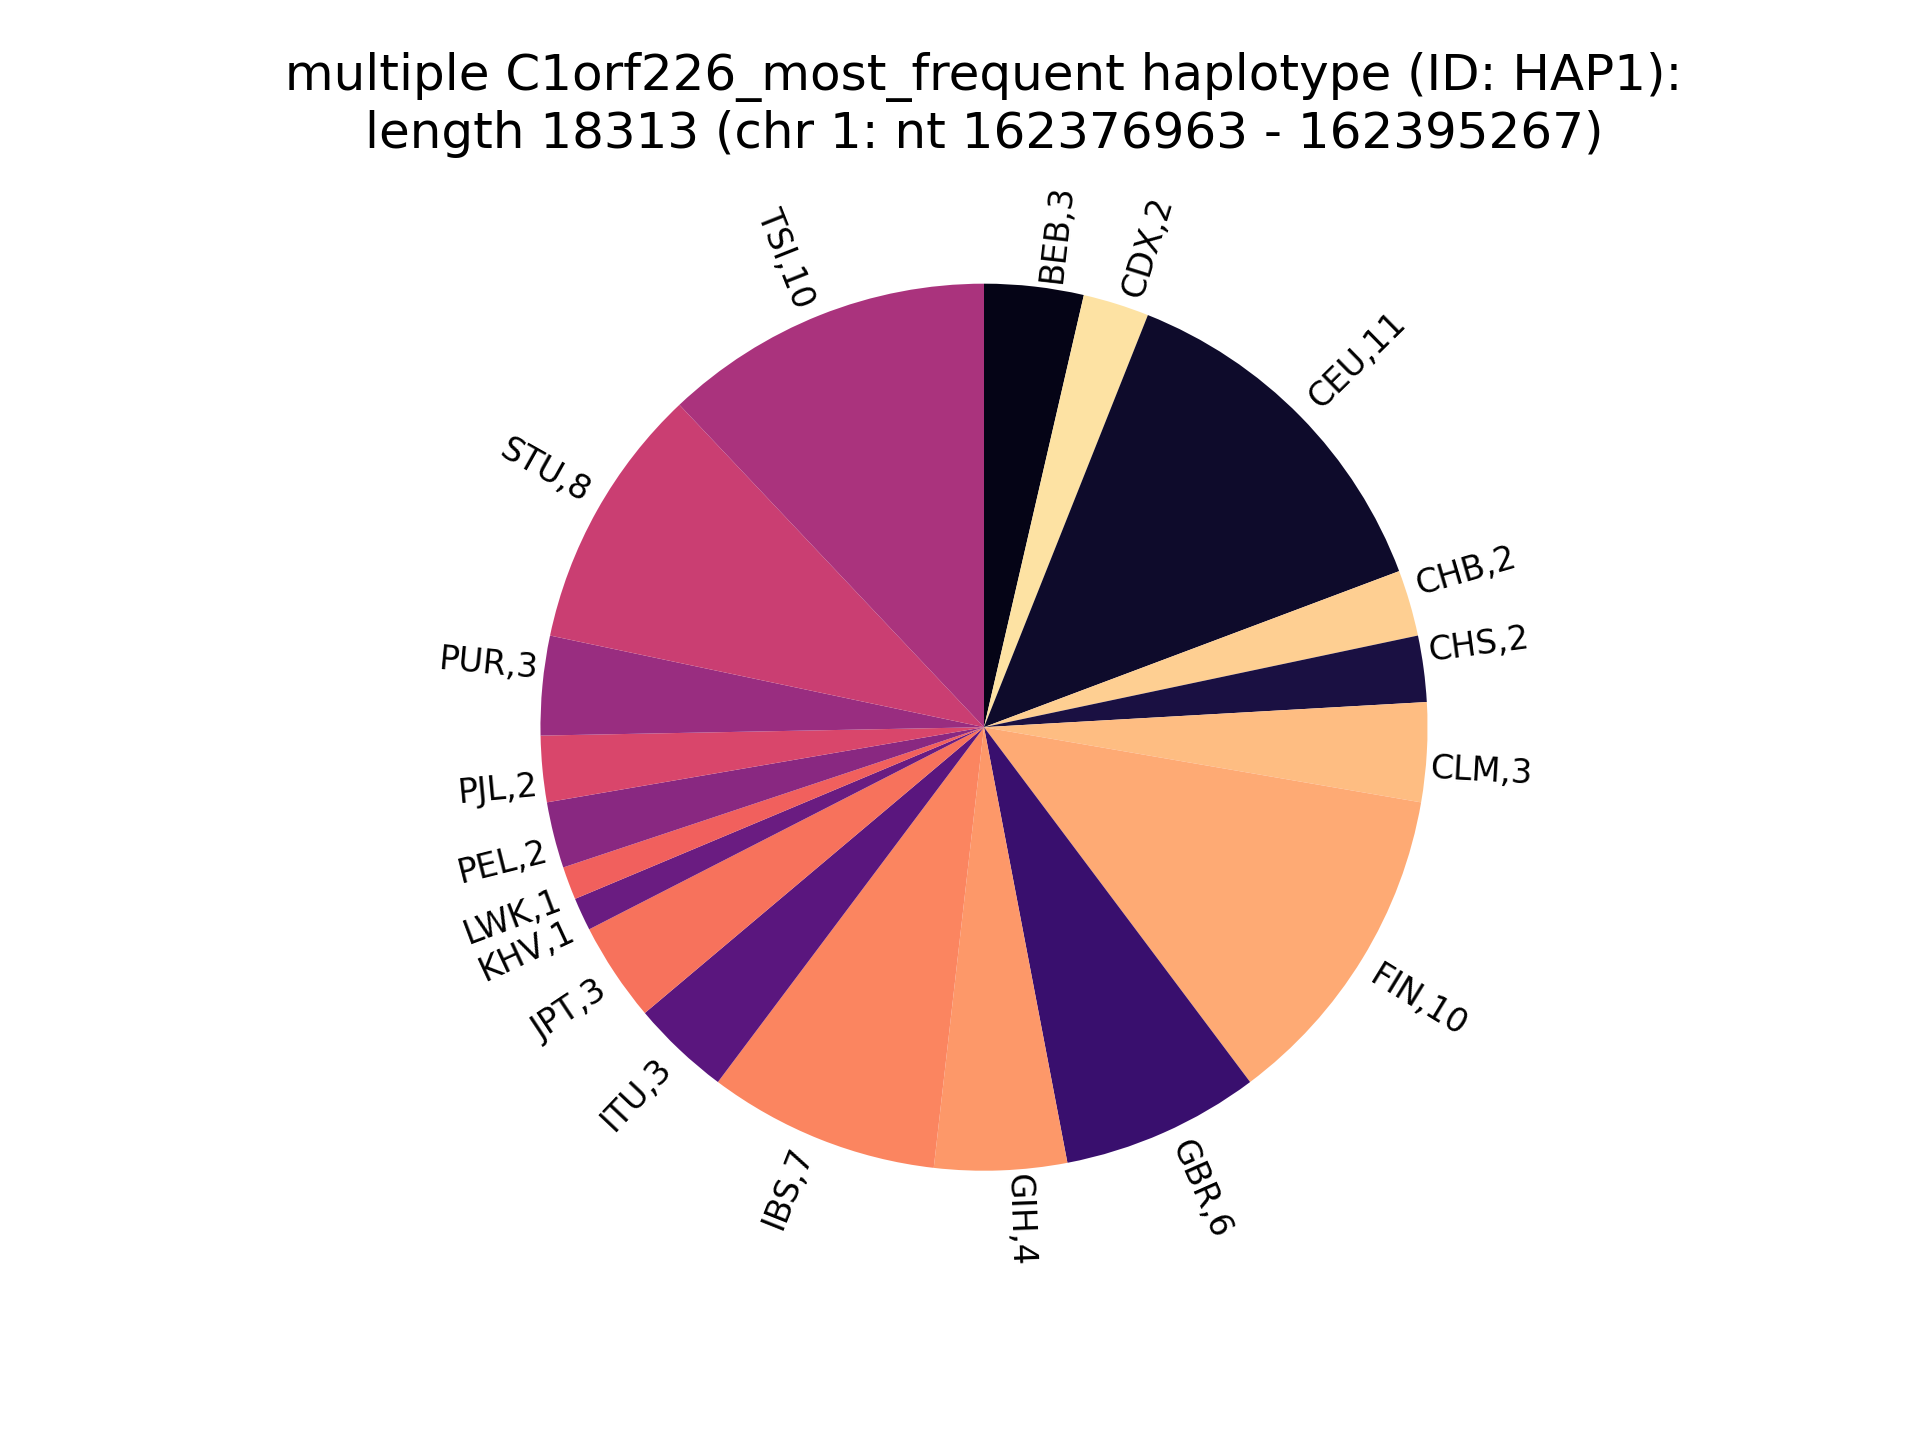 multiple C1orf226_most_frequent haplotype (ID: HAP1):
length 18313 (chr 1: nt 162376963 - 162395267)
BEB,3
CDX,2
CEU,11
CHB,2
CHS,2
CLM,3
FIN,10
GBR,6
GIH,4
IBS,7
ITU,3
JPT,3
KHV,1
LWK,1
PEL,2
PJL,2
PUR,3
STU,8
TSI,10